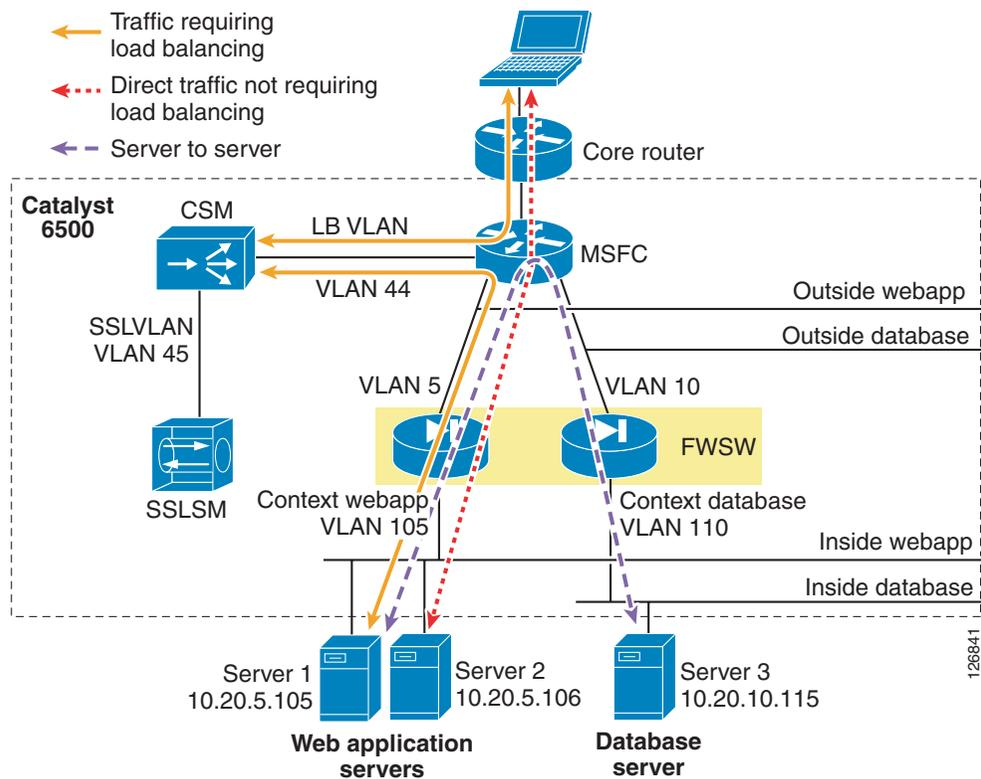 Traffic requiring
load balancing
Direct traffic not requiring
load balancing
Server to server
Core router
Catalyst
6500
CSM
LB VLAN
MSFC
VLAN 44
Outside webapp
SSLVLAN
VLAN 45
Outside database
VLAN 5
VLAN 10
FWSW
SSLSM
Context webapp
VLAN 105
Context database
VLAN 110
Inside webapp
Inside database
Server 1
10.20.5.105
Server 2
10.20.5.106
Server 3
10.20.10.115
Web application
servers
Database
server
126841